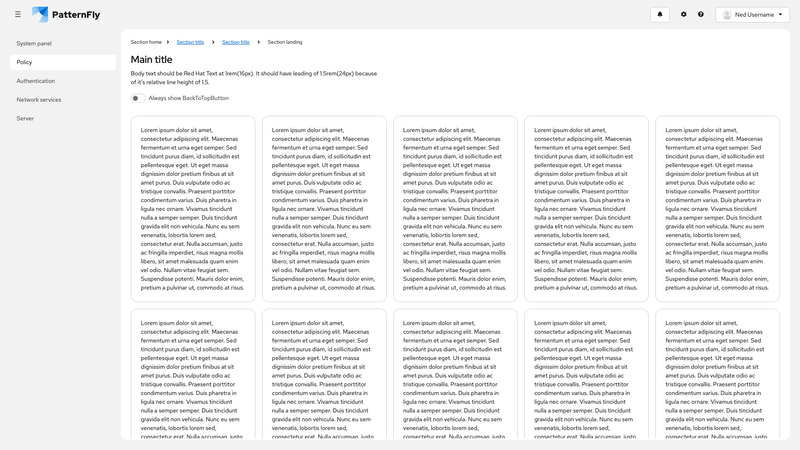 PatternFly
Ned Username
System panel
Policy
Authentication
Network services
Server
Section home
Section title
Section title
Section landing
Main title
Body text should be Red Hat Text at 1rem(16px). It should have leading of 1.5rem(24px) because
of it's relative line height of 1.5.
Always show BackToTopButton
Lorem ipsum dolor sit amet,
consectetur adipiscing elit. Maecenas
fermentum et urna eget semper. Sed
tincidunt purus diam, id sollicitudin est
pellentesque eget. Ut eget massa
dignissim dolor pretium finibus at sit
amet purus. Duis vulputate odio ac
tristique convallis. Praesent porttitor
condimentum varius. Duis pharetra in
ligula nec ornare. Vivamus tincidunt
nulla a semper semper. Duis tincidunt
gravida elit non vehicula. Nunc eu sem
venenatis, lobortis lorem sed,
consectetur erat. Nulla accumsan, justo
ac fringilla imperdiet, risus magna mollis
libero, sit amet malesuada quam enim
vel odio. Nullam vitae feugiat sem.
Suspendisse potenti. Mauris dolor enim,
pretium a pulvinar ut, commodo at risus.
Lorem ipsum dolor sit amet,
consectetur adipiscing elit. Maecenas
fermentum et urna eget semper. Sed
tincidunt purus diam, id sollicitudin est
pellentesque eget. Ut eget massa
dignissim dolor pretium finibus at sit
amet purus. Duis vulputate odio ac
tristique convallis. Praesent porttitor
condimentum varius. Duis pharetra in
ligula nec ornare. Vivamus tincidunt
nulla a semper semper. Duis tincidunt
gravida elit non vehicula. Nunc eu sem
venenatis, lobortis lorem sed,
consectetur erat. Nulla accumsan, justo
ac fringilla imperdiet, risus magna mollis
libero, sit amet malesuada quam enim
vel odio. Nullam vitae feugiat sem.
Suspendisse potenti. Mauris dolor enim,
pretium a pulvinar ut, commodo at risus.
Lorem ipsum dolor sit amet,
consectetur adipiscing elit. Maecenas
fermentum et urna eget semper. Sed
tincidunt purus diam, id sollicitudin est
pellentesque eget. Ut eget massa
dignissim dolor pretium finibus at sit
amet purus. Duis vulputate odio ac
tristique convallis. Praesent porttitor
condimentum varius. Duis pharetra in
ligula nec ornare. Vivamus tincidunt
nulla a semper semper. Duis tincidunt
gravida elit non vehicula. Nunc eu sem
venenatis, lobortis lorem sed,
consectetur erat. Nulla accumsan, justo
ac fringilla imperdiet, risus magna mollis
libero, sit amet malesuada quam enim
vel odio. Nullam vitae feugiat sem.
Suspendisse potenti. Mauris dolor enim,
pretium a pulvinar ut, commodo at risus.
Lorem ipsum dolor sit amet,
consectetur adipiscing elit. Maecenas
fermentum et urna eget semper. Sed
tincidunt purus diam, id sollicitudin est
pellentesque eget. Ut eget massa
dignissim dolor pretium finibus at sit
amet purus. Duis vulputate odio ac
tristique convallis. Praesent porttitor
condimentum varius. Duis pharetra in
ligula nec ornare. Vivamus tincidunt
nulla a semper semper. Duis tincidunt
gravida elit non vehicula. Nunc eu sem
venenatis, lobortis lorem sed,
consectetur erat. Nulla accumsan, justo
ac fringilla imperdiet, risus magna mollis
libero, sit amet malesuada quam enim
vel odio. Nullam vitae feugiat sem.
Suspendisse potenti. Mauris dolor enim,
pretium a pulvinar ut, commodo at risus.
Lorem ipsum dolor sit amet,
consectetur adipiscing elit. Maecenas
fermentum et urna eget semper. Sed
tincidunt purus diam, id sollicitudin est
pellentesque eget. Ut eget massa
dignissim dolor pretium finibus at sit
amet purus. Duis vulputate odio ac
tristique convallis. Praesent porttitor
condimentum varius. Duis pharetra in
ligula nec ornare. Vivamus tincidunt
nulla a semper semper. Duis tincidunt
gravida elit non vehicula. Nunc eu sem
venenatis, lobortis lorem sed,
consectetur erat. Nulla accumsan, justo
ac fringilla imperdiet, risus magna mollis
libero, sit amet malesuada quam enim
vel odio. Nullam vitae feugiat sem.
Suspendisse potenti. Mauris dolor enim,
pretium a pulvinar ut, commodo at risus.
Lorem ipsum dolor sit amet,
consectetur adipiscing elit. Maecenas
fermentum et urna eget semper. Sed
tincidunt purus diam, id sollicitudin est
pellentesque eget. Ut eget massa
dignissim dolor pretium finibus at sit
amet purus. Duis vulputate odio ac
tristique convallis. Praesent porttitor
condimentum varius. Duis pharetra in
ligula nec ornare. Vivamus tincidunt
nulla a semper semper. Duis tincidunt
gravida elit non vehicula. Nunc eu sem
venenatis, lobortis lorem sed,
consectetur erat. Nulla accumsan, justo
Lorem ipsum dolor sit amet,
consectetur adipiscing elit. Maecenas
fermentum et urna eget semper. Sed
tincidunt purus diam, id sollicitudin est
pellentesque eget. Ut eget massa
dignissim dolor pretium finibus at sit
amet purus. Duis vulputate odio ac
tristique convallis. Praesent porttitor
condimentum varius. Duis pharetra in
ligula nec ornare. Vivamus tincidunt
nulla a semper semper. Duis tincidunt
gravida elit non vehicula. Nunc eu sem
venenatis, lobortis lorem sed,
consectetur erat. Nulla accumsan, justo
Lorem ipsum dolor sit amet,
consectetur adipiscing elit. Maecenas
fermentum et urna eget semper. Sed
tincidunt purus diam, id sollicitudin est
pellentesque eget. Ut eget massa
dignissim dolor pretium finibus at sit
amet purus. Duis vulputate odio ac
tristique convallis. Praesent porttitor
condimentum varius. Duis pharetra in
ligula nec ornare. Vivamus tincidunt
nulla a semper semper. Duis tincidunt
gravida elit non vehicula. Nunc eu sem
venenatis, lobortis lorem sed,
consectetur erat. Nulla accumsan, justo
Lorem ipsum dolor sit amet,
consectetur adipiscing elit. Maecenas
fermentum et urna eget semper. Sed
tincidunt purus diam, id sollicitudin est
pellentesque eget. Ut eget massa
dignissim dolor pretium finibus at sit
amet purus. Duis vulputate odio ac
tristique convallis. Praesent porttitor
condimentum varius. Duis pharetra in
ligula nec ornare. Vivamus tincidunt
nulla a semper semper. Duis tincidunt
gravida elit non vehicula. Nunc eu sem
venenatis, lobortis lorem sed,
consectetur erat. Nulla accumsan, justo
Lorem ipsum dolor sit amet,
consectetur adipiscing elit. Maecenas
fermentum et urna eget semper. Sed
tincidunt purus diam, id sollicitudin est
pellentesque eget. Ut eget massa
dignissim dolor pretium finibus at sit
amet purus. Duis vulputate odio ac
tristique convallis. Praesent porttitor
condimentum varius. Duis pharetra in
ligula nec ornare. Vivamus tincidunt
nulla a semper semper. Duis tincidunt
gravida elit non vehicula. Nunc eu sem
venenatis, lobortis lorem sed,
consectetur erat. Nulla accumsan, justo